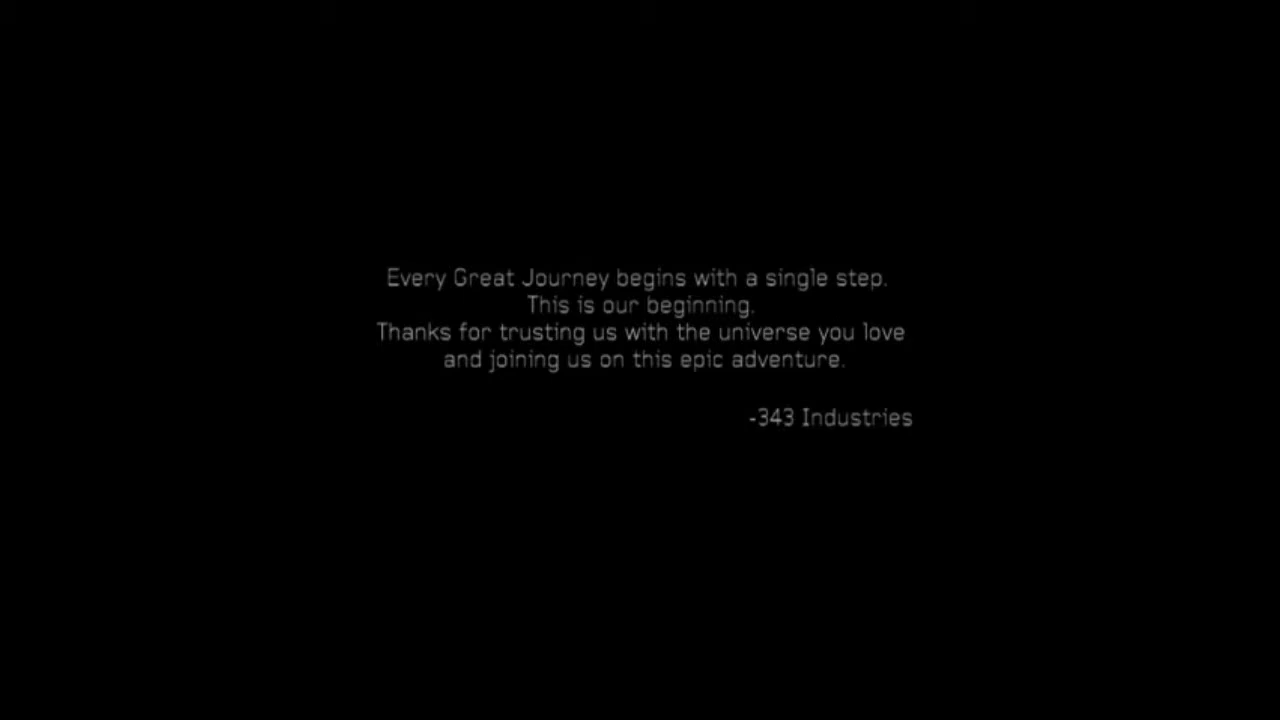 Every Great Journey begins with a single step.
This is our beginning.
Thanks for trusting us with the universe you love
and joining us on this epic adventure.
-343 Industries